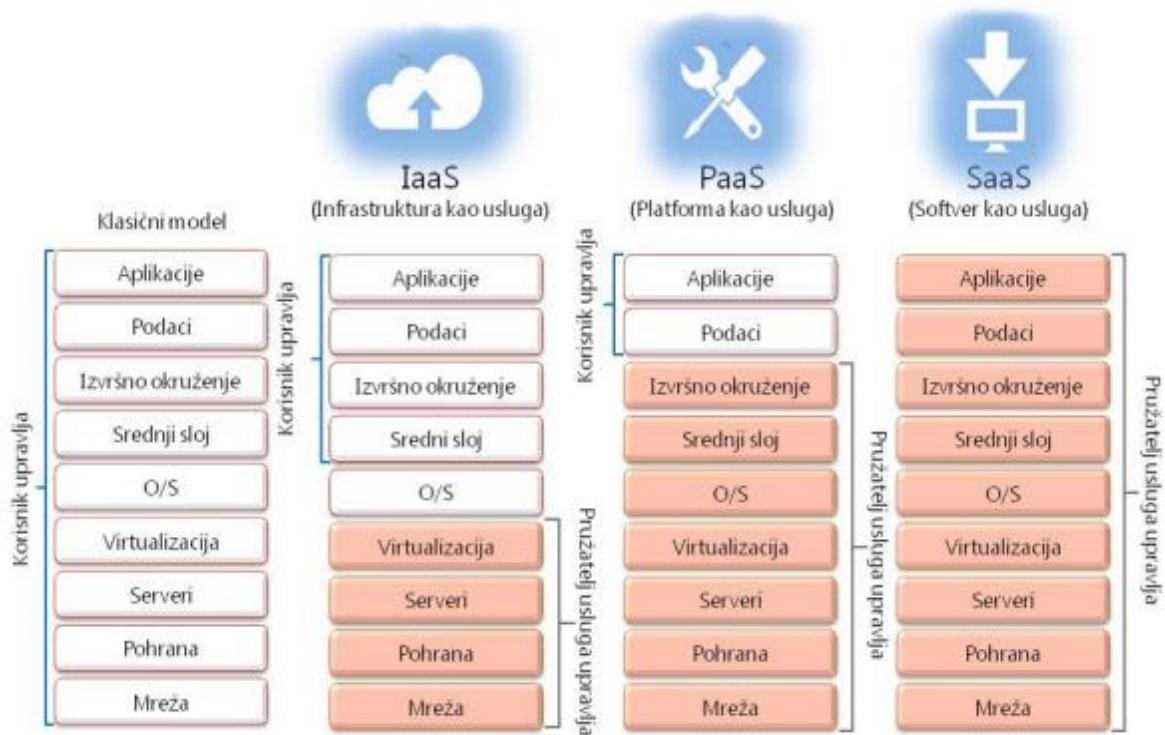 IaaS
(Infrastruktura kao usluga)
PaaS
(Platforma kao usluga)
SaaS
(Softver kao usluga)
Klasični model
Korisnik upravlja
Aplikacije
Podaci
Izvršno okruženje
Srednji sloj
O/S
Virtualizacija
Serveri
Pohrana
Mreža
Korisnik upravlja
Aplikacije
Podaci
Izvršno okruženje
Sredni sloj
O/S
Virtualizacija
Serveri
Pohrana
Mreža
Pružatelj usluga upravlja
Korisnik upravlja
Aplikacije
Podaci
Izvršno okruženje
Srednji sloj
O/S
Virtualizacija
Serveri
Pohrana
Mreža
Pružatelj usluga upravlja
Aplikacije
Podaci
Izvršno okruženje
Srednji sloj
O/S
Virtualizacija
Serveri
Pohrana
Mreža
Pružatelj usluga upravlja